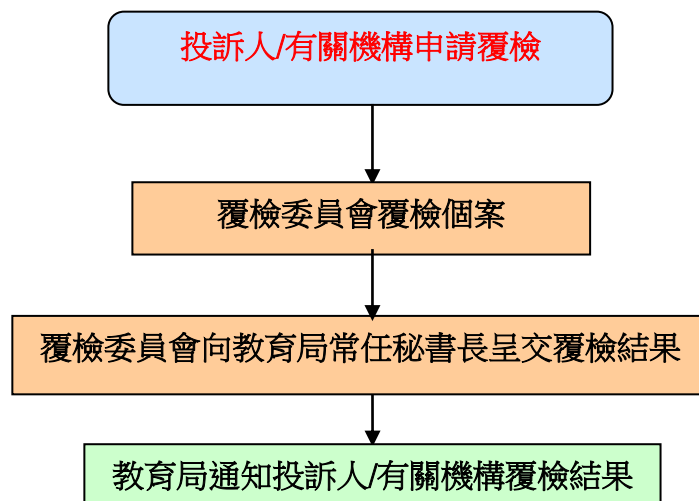 投訴人/有關機構申請覆檢
覆檢委員會覆檢個案
覆檢委員會向教育局常任秘書長呈交覆檢結果
教育局通知投訴人/有關機構覆檢結果